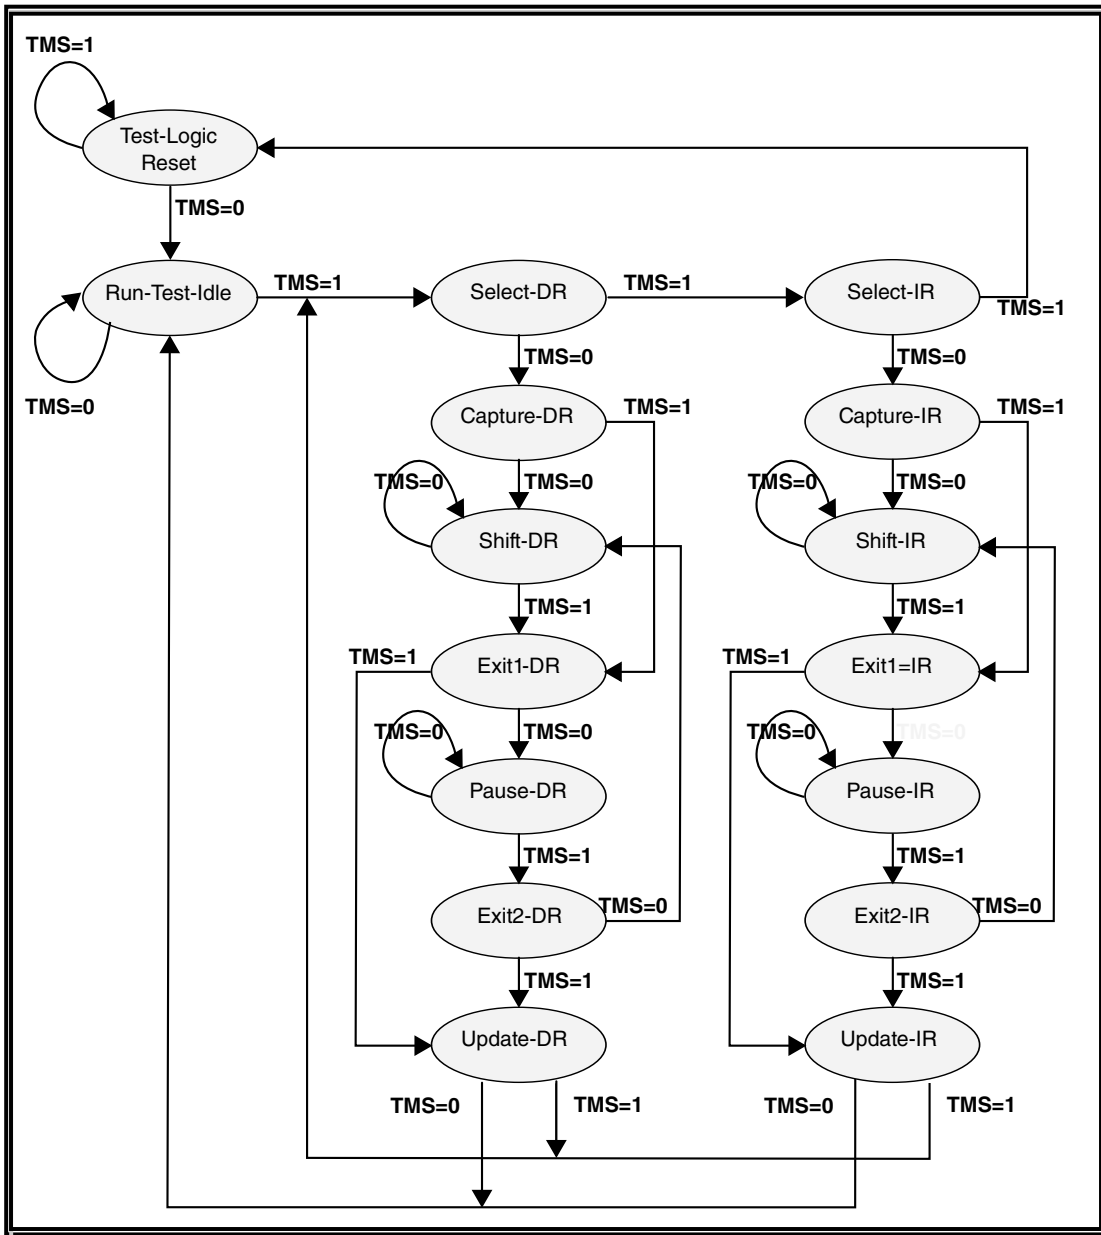 TMS=1
Test-Logic
Reset
TMS=0
Run-Test-Idle
TMS=1
Select-DR
TMS=1
Select-IR
TMS=1
TMS=0
TMS=0
TMS=0
Capture-DR
TMS=1
Capture-IR
TMS=1
TMS=0
TMS=0
TMS=0
TMS=0
Shift-DR
Shift-IR
TMS=1
TMS=1
TMS=1
Exit1-DR
TMS=1
Exit1=IR
TMS=0
TMS=0
TMS=0
TMS=0
Pause-DR
Pause-IR
TMS=1
TMS=1
Exit2-DR
TMS=0
Exit2-IR
TMS=0
TMS=1
TMS=1
Update-DR
Update-IR
TMS=0
TMS=1
TMS=0
TMS=1